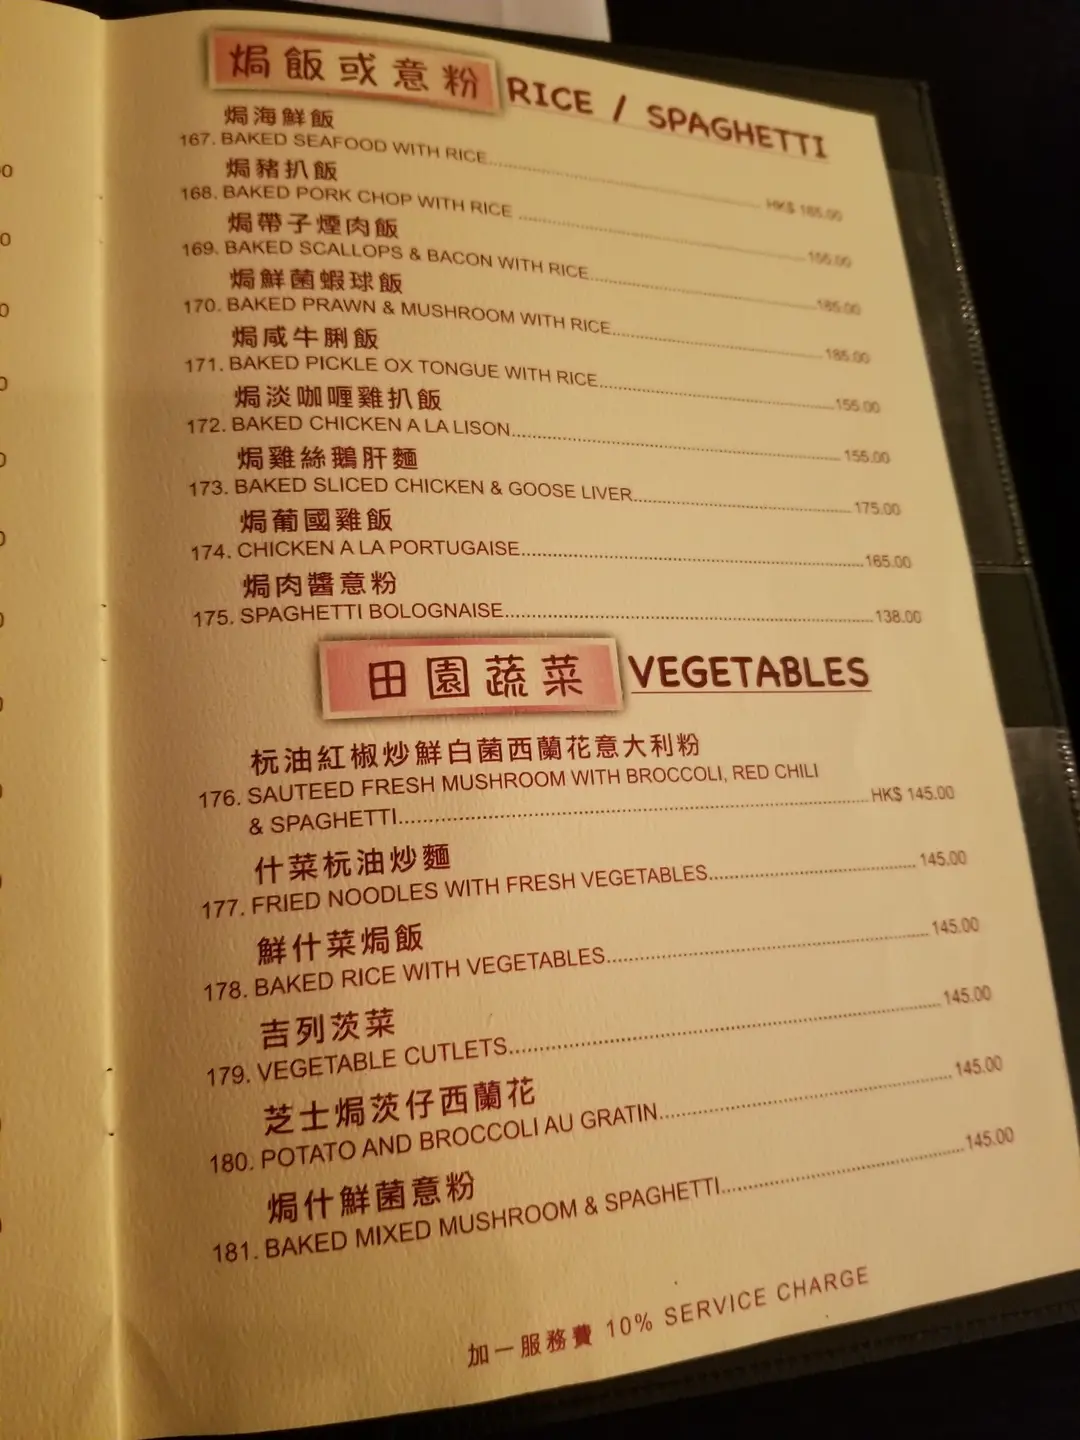 焗飯或意粉 RICE / SPAGHETTI
焗海鮮飯
167. BAKED SEAFOOD WITH RICE HK$ 165.00
焗豬扒飯
168. BAKED PORK CHOP WITH RICE 155.00
焗帶子煙肉飯
169. BAKED SCALLOPS & BACON WITH RICE 185.00
焗鮮菌蝦球飯
170. BAKED PRAWN & MUSHROOM WITH RICE 185.00
焗咸牛脷飯
171. BAKED PICKLE OX TONGUE WITH RICE 155.00
焗淡咖喱雞扒飯
172. BAKED CHICKEN A LA LISON 155.00
焗雞絲鵝肝麵
173. BAKED SLICED CHICKEN & GOOSE LIVER 175.00
焗葡國雞飯
174. CHICKEN A LA PORTUGAISE 165.00
焗肉醬意粉
175. SPAGHETTI BOLOGNAISE 138.00
田園蔬菜 VEGETABLES
杬油紅椒炒鮮白菌西蘭花意大利粉
176. SAUTEED FRESH MUSHROOM WITH BROCCOLI, RED CHILI
& SPAGHETTI HK$ 145.00
什菜杬油炒麵
177. FRIED NOODLES WITH FRESH VEGETABLES 145.00
鮮什菜焗飯
178. BAKED RICE WITH VEGETABLES 145.00
吉列茨菜
179. VEGETABLE CUTLETS 145.00
芝士焗茨仔西蘭花
180. POTATO AND BROCCOLI AU GRATIN 145.00
焗什鮮菌意粉
181. BAKED MIXED MUSHROOM & SPAGHETTI 145.00
加一服務費 10% SERVICE CHARGE